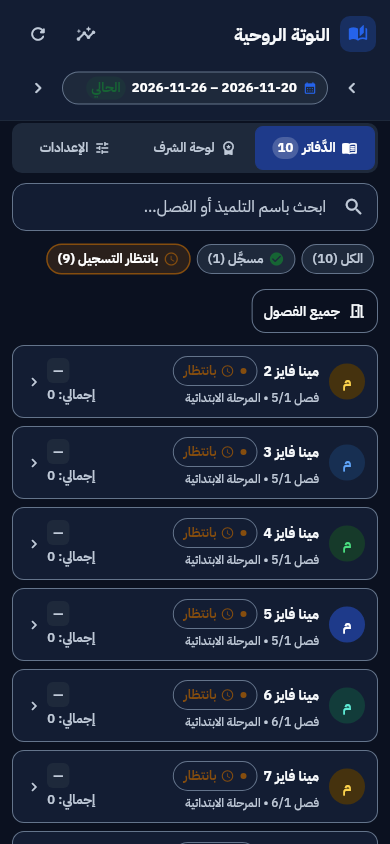 النوتة الروحية
2026-11-20 – 2026-11-26 الحالي
الدَّفاتر 10 لوحة الشرف الإعدادات
ابحث باسم التلميذ أو الفصل...
الكل (10) مسجَّل (1) بانتظار التسجيل (9)
جميع الفصول
مينا فايز 2 بانتظار –
فصل 5/1 • المرحلة الابتدائية إجمالي: 0
مينا فايز 3 بانتظار –
فصل 5/1 • المرحلة الابتدائية إجمالي: 0
مينا فايز 4 بانتظار –
فصل 5/1 • المرحلة الابتدائية إجمالي: 0
مينا فايز 5 بانتظار –
فصل 5/1 • المرحلة الابتدائية إجمالي: 0
مينا فايز 6 بانتظار –
فصل 6/1 • المرحلة الابتدائية إجمالي: 0
مينا فايز 7 بانتظار –
فصل 6/1 • المرحلة الابتدائية إجمالي: 0